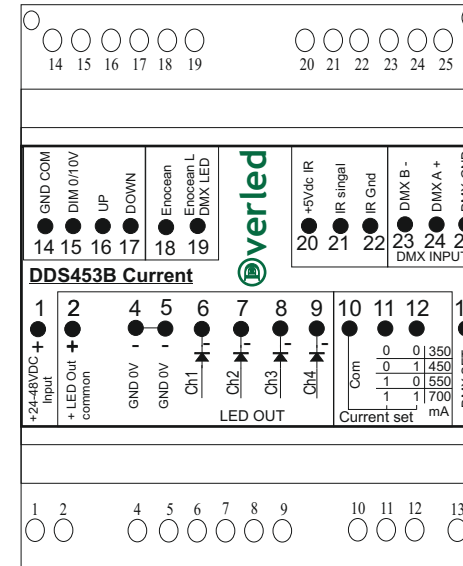 14 15 16 17 18 19 20 21 22 23 24 25
GND COM
DIM 0/10V
UP
DOWN
Enocean
Enocean L
DMX LED
Dverled
+5Vdc IR
IR singal
IR Gnd
DMX B -
DMX A +
14 15 16 17 18 19 20 21 22 23 24 2
DMX INPUT
DDS453B Current
1 2 4 5 6 7 8 9 10 11 12 1
+24-48VDC +
Input
+ LED Out +
common
GND 0V -
GND 0V -
Ch1 -
Ch2 -
Ch3 -
Ch4 -
LED OUT
Com
0 0 350
0 1 450
1 0 550
1 1 700
mA
Current set
1 2 4 5 6 7 8 9 10 11 12 13